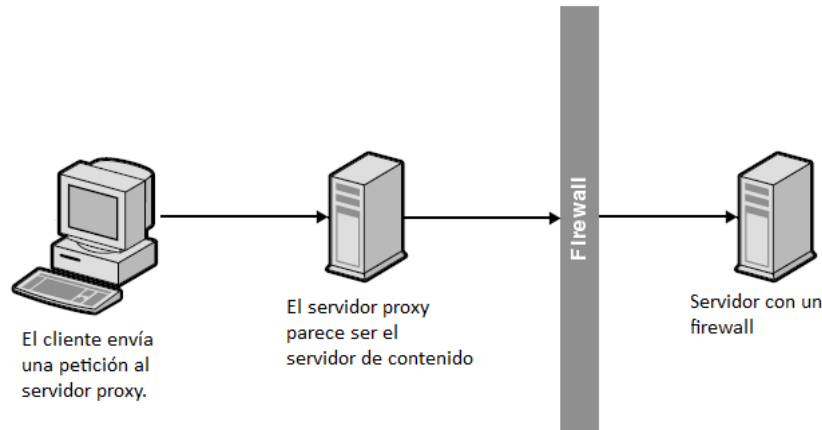 El cliente envía
una petición al
servidor proxy.
El servidor proxy
parece ser el
servidor de contenido
Firewall
Servidor con un
firewall